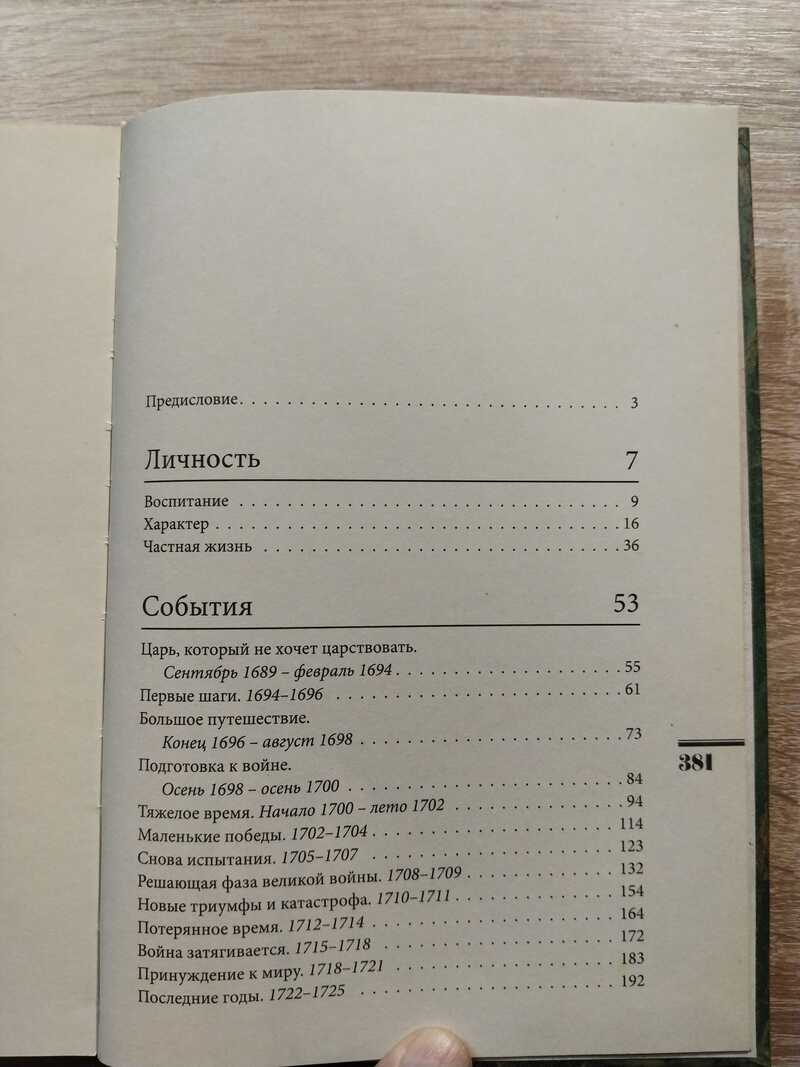 Предисловие. . . . . . . . . . . . . . . . . . . . . . . . . . . . . . . . 3
Личность 7
Воспитание . . . . . . . . . . . . . . . . . . . . . . . . . . . . . . . . 9
Характер . . . . . . . . . . . . . . . . . . . . . . . . . . . . . . . . . 16
Частная жизнь . . . . . . . . . . . . . . . . . . . . . . . . . . . . . . 36
События 53
Царь, который не хочет царствовать.
Сентябрь 1689 – февраль 1694 . . . . . . . . . . . . . . . . . . . . 55
Первые шаги. 1694–1696 . . . . . . . . . . . . . . . . . . . . . . . . 61
Большое путешествие.
Конец 1696 – август 1698 . . . . . . . . . . . . . . . . . . . . . . 73
381
Подготовка к войне.
Осень 1698 – осень 1700 . . . . . . . . . . . . . . . . . . . . . . . 84
Тяжелое время. Начало 1700 – лето 1702 . . . . . . . . . . . . . . 94
Маленькие победы. 1702–1704 . . . . . . . . . . . . . . . . . . . . 114
Снова испытания. 1705–1707 . . . . . . . . . . . . . . . . . . . . . 123
Решающая фаза великой войны. 1708–1709 . . . . . . . . . . . . . 132
Новые триумфы и катастрофа. 1710–1711 . . . . . . . . . . . . . . 154
Потерянное время. 1712–1714 . . . . . . . . . . . . . . . . . . . . 164
Война затягивается. 1715–1718 . . . . . . . . . . . . . . . . . . . 172
Принуждение к миру. 1718–1721 . . . . . . . . . . . . . . . . . . . 183
Последние годы. 1722–1725 . . . . . . . . . . . . . . . . . . . . . 192